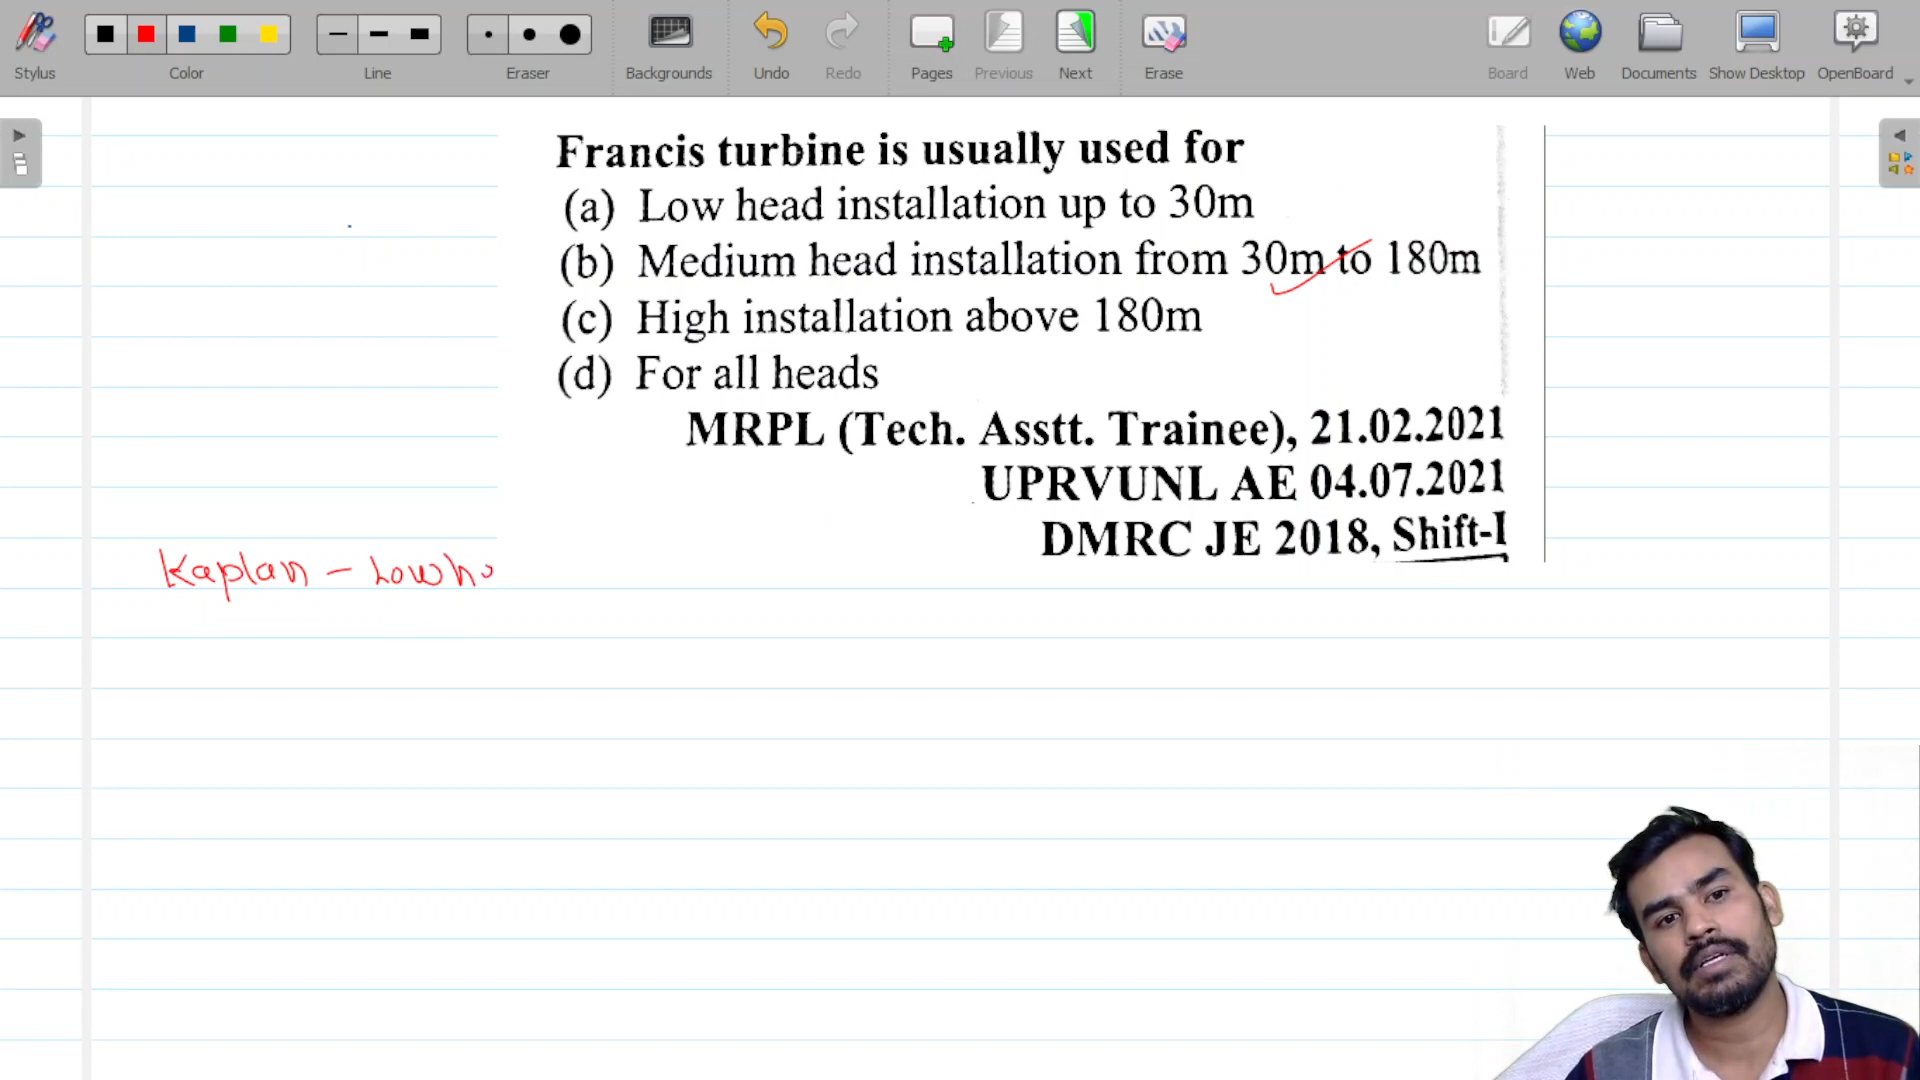 Stylus Color Line Eraser Backgrounds Undo Redo Pages Previous Next Erase Board Web Documents Show Desktop OpenBoard
Francis turbine is usually used for
(a) Low head installation up to 30m
(b) Medium head installation from 30m to 180m
(c) High installation above 180m
(d) For all heads
MRPL (Tech. Asstt. Trainee), 21.02.2021
UPRVUNL AE 04.07.2021
DMRC JE 2018, Shift-I
Kaplan - Low